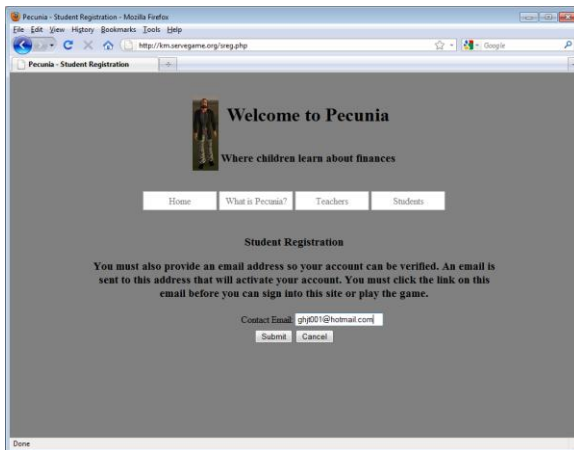 Pecunia - Student Registration - Mozilla Firefox
File Edit View History Bookmarks Tools Help
http://km.servegame.org/sreg.php
Google
Pecunia - Student Registration
Welcome to Pecunia
Where children learn about finances
Home What is Pecunia? Teachers Students
Student Registration
You must also provide an email address so your account can be verified. An email is
sent to this address that will activate your account. You must click the link on this
email before you can sign into this site or play the game.
Contact Email: ghjt001@hotmail.com
Submit Cancel
Done